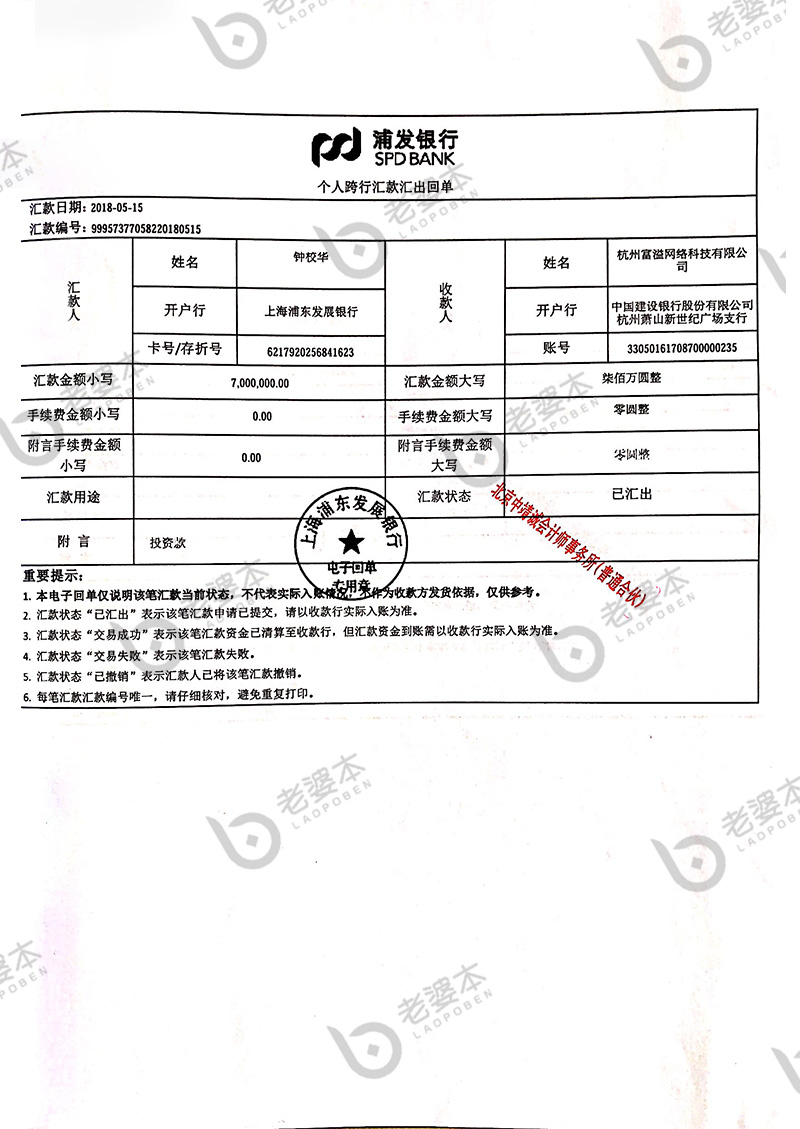 浦发银行
SPD BANK
个人跨行汇款汇出回单
汇款日期: 2018-05-15
汇款编号: 99957377058220180515
汇款人
姓名
钟校华
收款人
姓名
杭州富溢网络科技有限公
司
开户行
上海浦东发展银行
开户行
中国建设银行股份有限公司
杭州萧山新世纪广场支行
卡号/存折号
6217920256841623
账号
33050161708700000235
汇款金额小写
7,000,000.00
汇款金额大写
柒佰万圆整
手续费金额小写
0.00
手续费金额大写
零圆整
附言手续费金额
小写
0.00
附言手续费金额
大写
零圆整
汇款用途
汇款状态
已汇出
附 言
投资款
上海浦东发展银行
电子回单
专用章
北京中靖诚会计师事务所(普通合伙)
重要提示:
1. 本电子回单仅说明该笔汇款当前状态，不代表实际入账情况，不作为收款方发货依据，仅供参考。
2. 汇款状态“已汇出”表示该笔汇款申请已提交，请以收款行实际入账为准。
3. 汇款状态“交易成功”表示该笔汇款资金已清算至收款行，但汇款资金到账需以收款行实际入账为准。
4. 汇款状态“交易失败”表示该笔汇款失败。
5. 汇款状态“已撤销”表示汇款人已将该笔汇款撤销。
6. 每笔汇款汇款编号唯一，请仔细核对，避免重复打印。
老婆本
LAOPOBEN